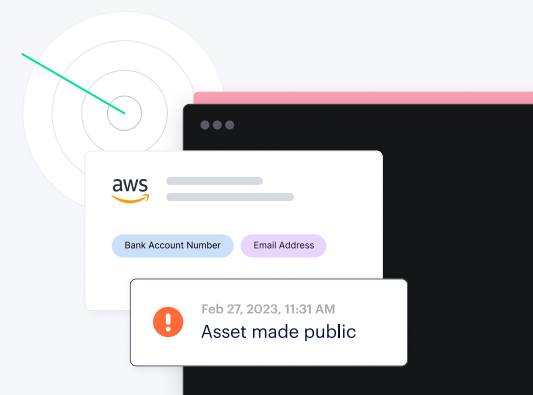 aws
Bank Account Number Email Address
Feb 27, 2023, 11:31 AM
Asset made public